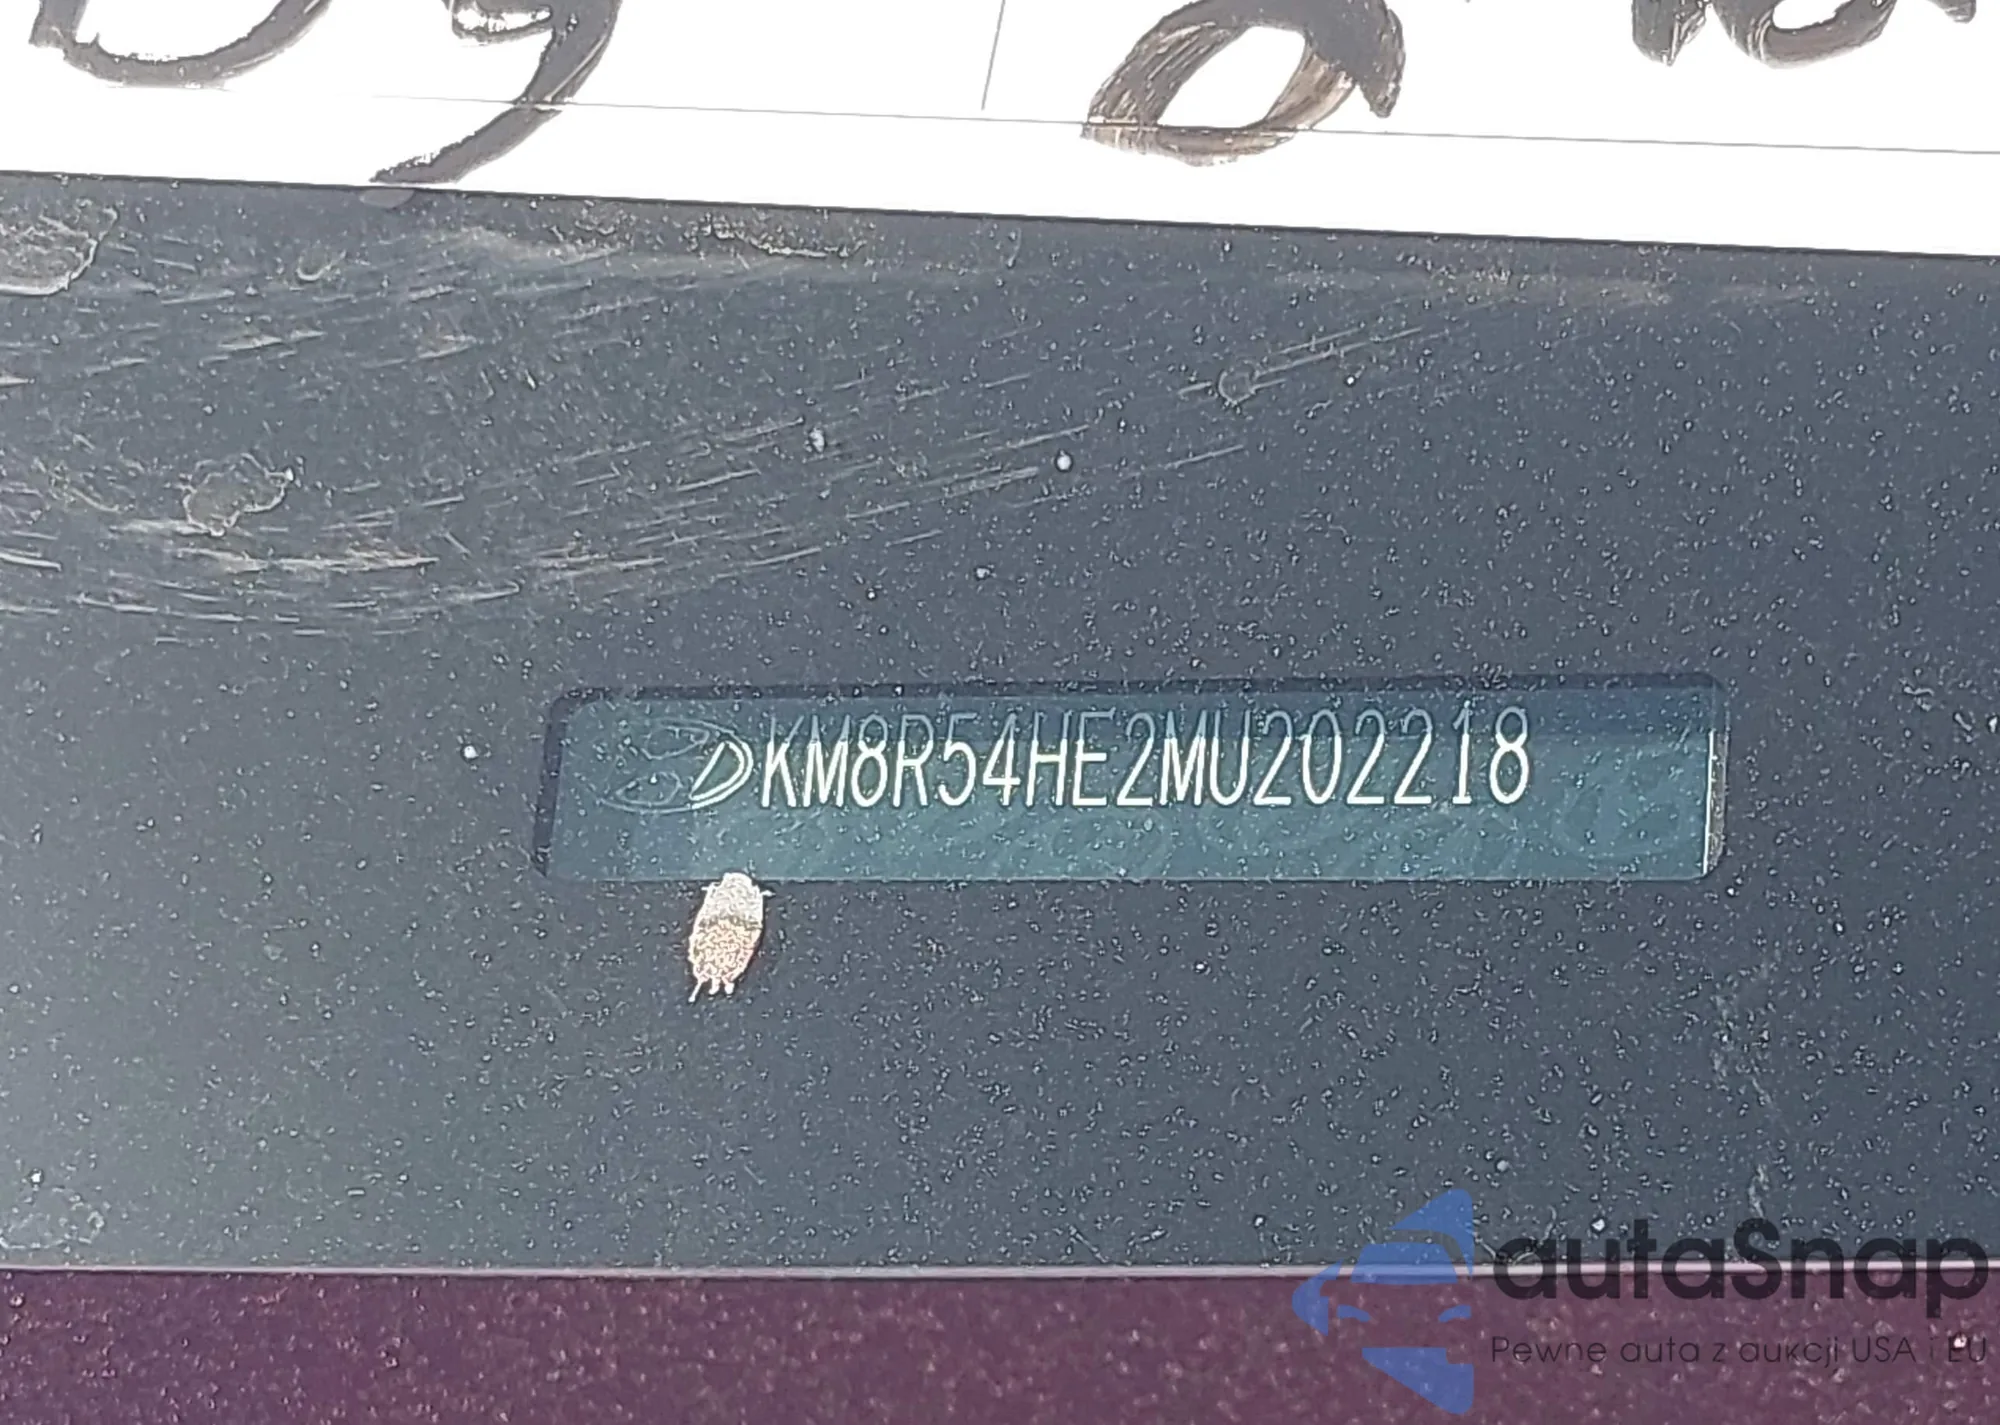 KM8R54HE2MU202218
autaSnap
Pewne auta z aukcji USA i EU